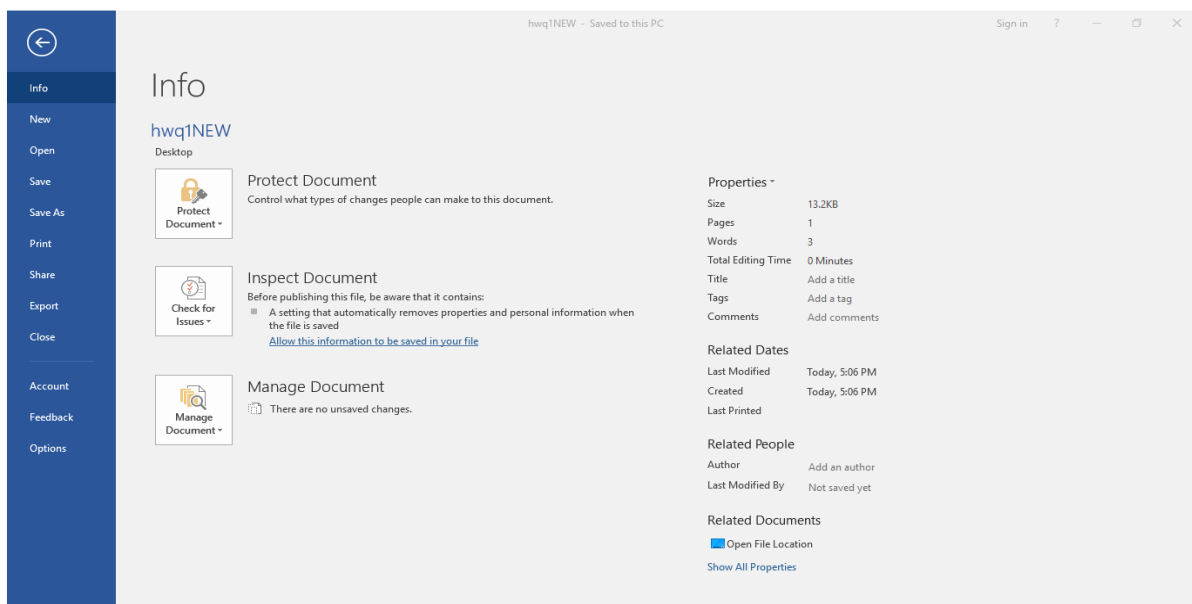 hwq1NEW - Saved to this PC
Sign in ?
Info
New
Open
Save
Save As
Print
Share
Export
Close
Account
Feedback
Options
Info
hwq1NEW
Desktop
Protect Document
Protect Document
Control what types of changes people can make to this document.
Check for Issues
Inspect Document
Before publishing this file, be aware that it contains:
A setting that automatically removes properties and personal information when
the file is saved
Allow this information to be saved in your file
Manage Document
Manage Document
There are no unsaved changes.
Properties
Size 13.2KB
Pages 1
Words 3
Total Editing Time 0 Minutes
Title Add a title
Tags Add a tag
Comments Add comments
Related Dates
Last Modified Today, 5:06 PM
Created Today, 5:06 PM
Last Printed
Related People
Author Add an author
Last Modified By Not saved yet
Related Documents
Open File Location
Show All Properties